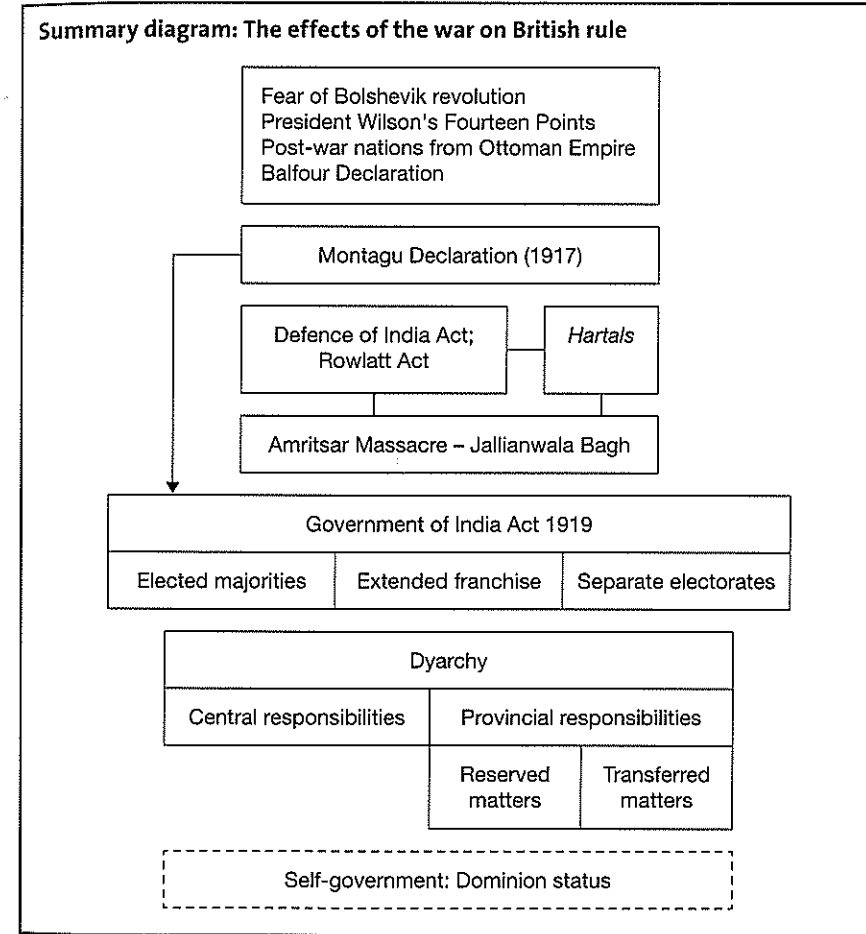 Summary diagram: The effects of the war on British rule
Fear of Bolshevik revolution
President Wilson's Fourteen Points
Post-war nations from Ottoman Empire
Balfour Declaration
Montagu Declaration (1917)
Defence of India Act;
Rowlatt Act
Hartals
Amritsar Massacre – Jallianwala Bagh
Government of India Act 1919
Elected majorities
Extended franchise
Separate electorates
Dyarchy
Central responsibilities
Provincial responsibilities
Reserved
matters
Transferred
matters
Self-government: Dominion status